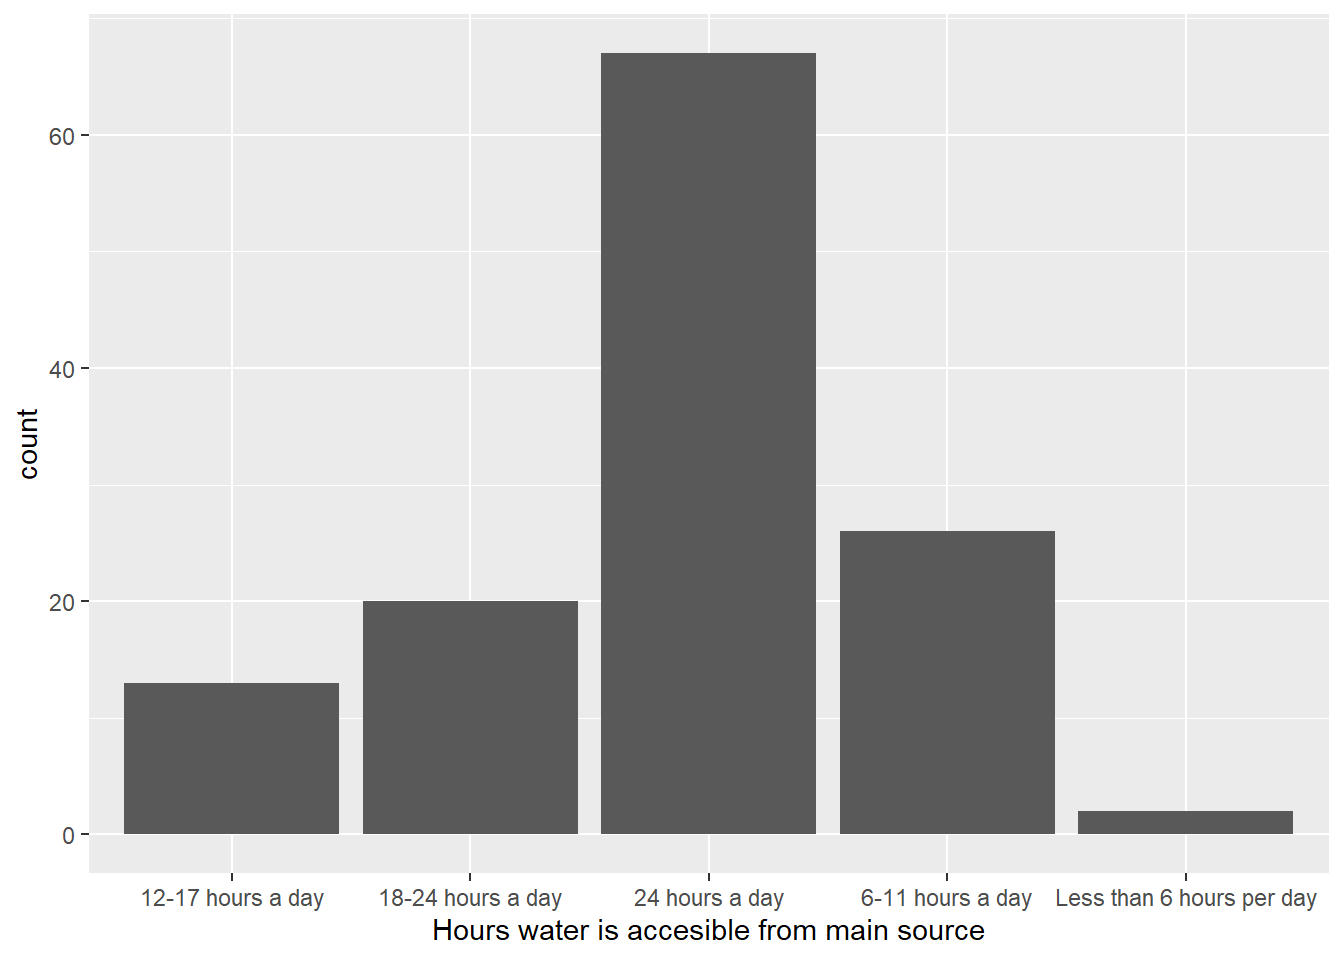 count
60
40
20
0
12-17 hours a day
18-24 hours a day
24 hours a day
6-11 hours a day
Less than 6 hours per day
Hours water is accesible from main source